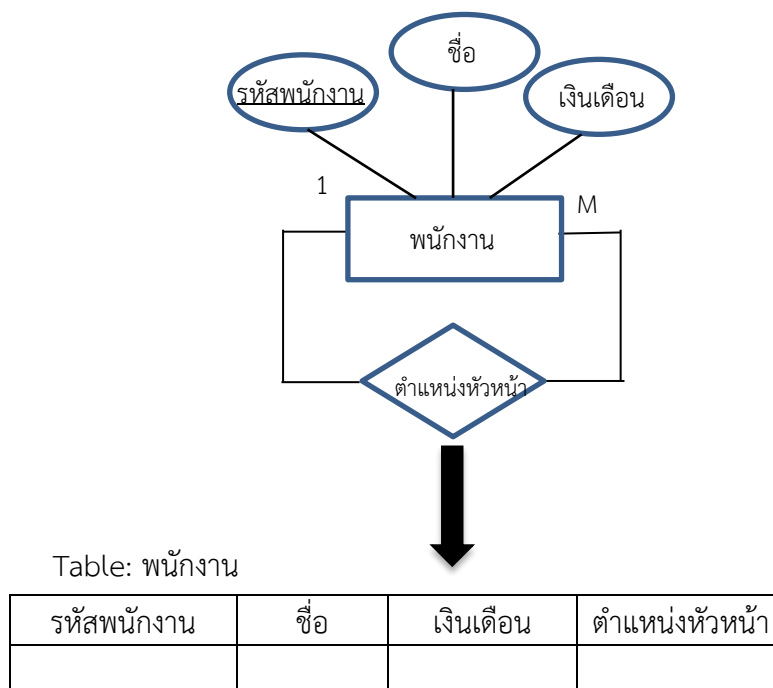 ชื่อ
รหัสพนักงาน
เงินเดือน
1
M
พนักงาน
ตำแหน่งหัวหน้า
Table: พนักงาน
รหัสพนักงาน ชื่อ เงินเดือน ตำแหน่งหัวหน้า